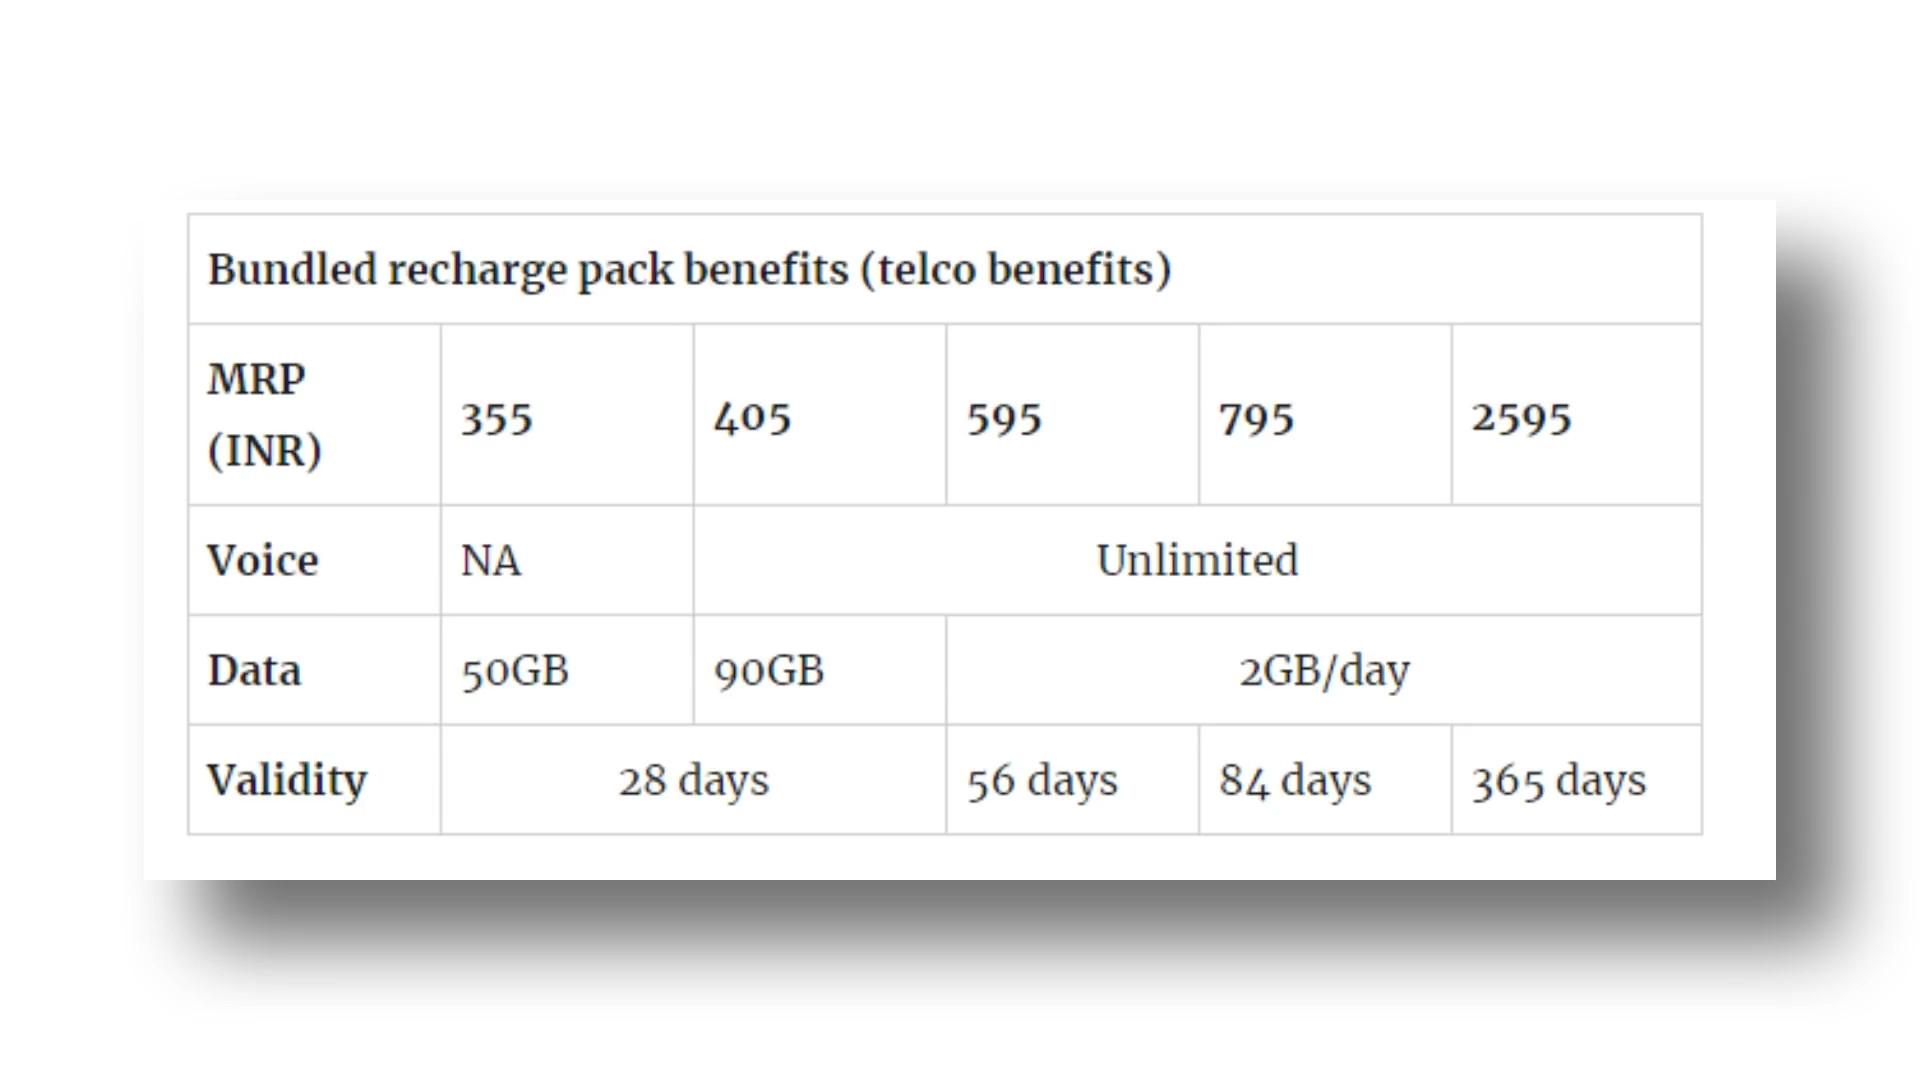 Bundled recharge pack benefits (telco benefits)
MRP (INR) 355 405 595 795 2595
Voice NA Unlimited
Data 50GB 90GB 2GB/day
Validity 28 days 56 days 84 days 365 days